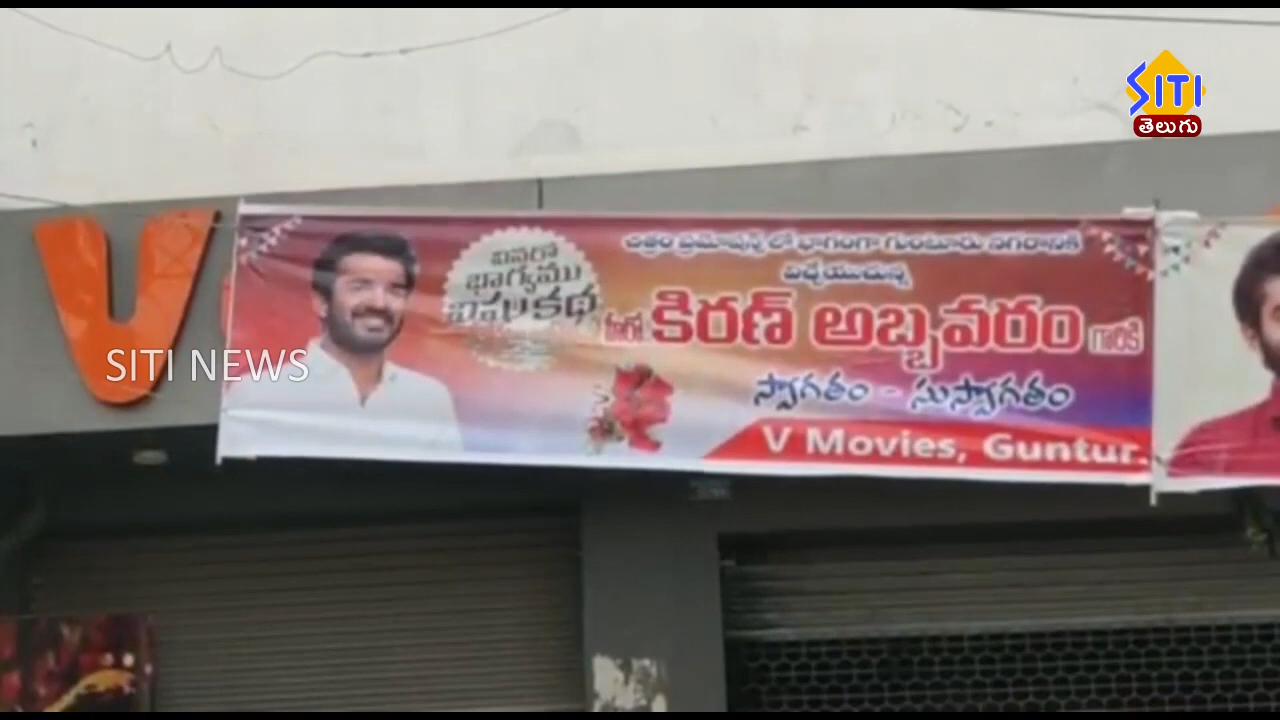 SITI
తెలుగు
V
వినరో
భాగ్యము
విష్ణు కథ
చిత్రం ప్రమోషన్స్ లో భాగంగా గుంటూరు నగరానికి
విచ్చేయుచున్న
హీరో కిరణ్ అబ్బవరం గారికి
స్వాగతం - సుస్వాగతం
V Movies, Guntur.
SITI NEWS